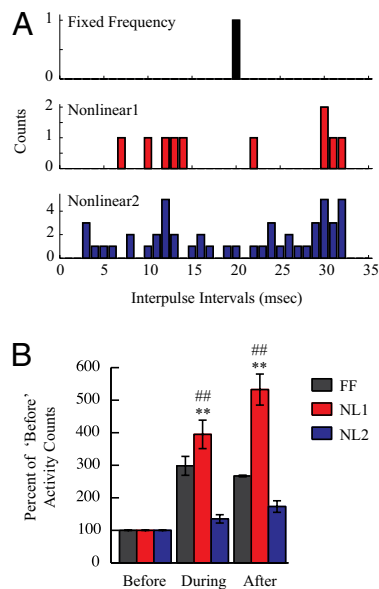 A
Fixed Frequency
1
0
Nonlinear1
2
1
0
Counts
Nonlinear2
4
2
0
0 5 10 15 20 25 30 35
Interpulse Intervals (msec)
B
600
500
400
300
200
100
0
Percent of ‘Before’
Activity Counts
##
**
##
**
FF
NL1
NL2
Before During After